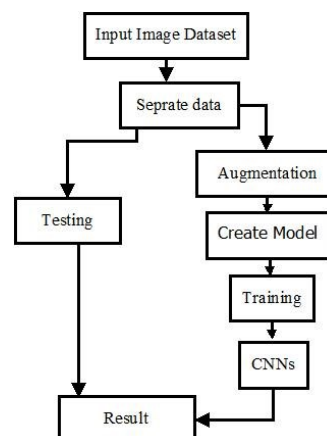 Input Image Dataset
Seprate data
Augmentation
Testing
Create Model
Training
CNNs
Result